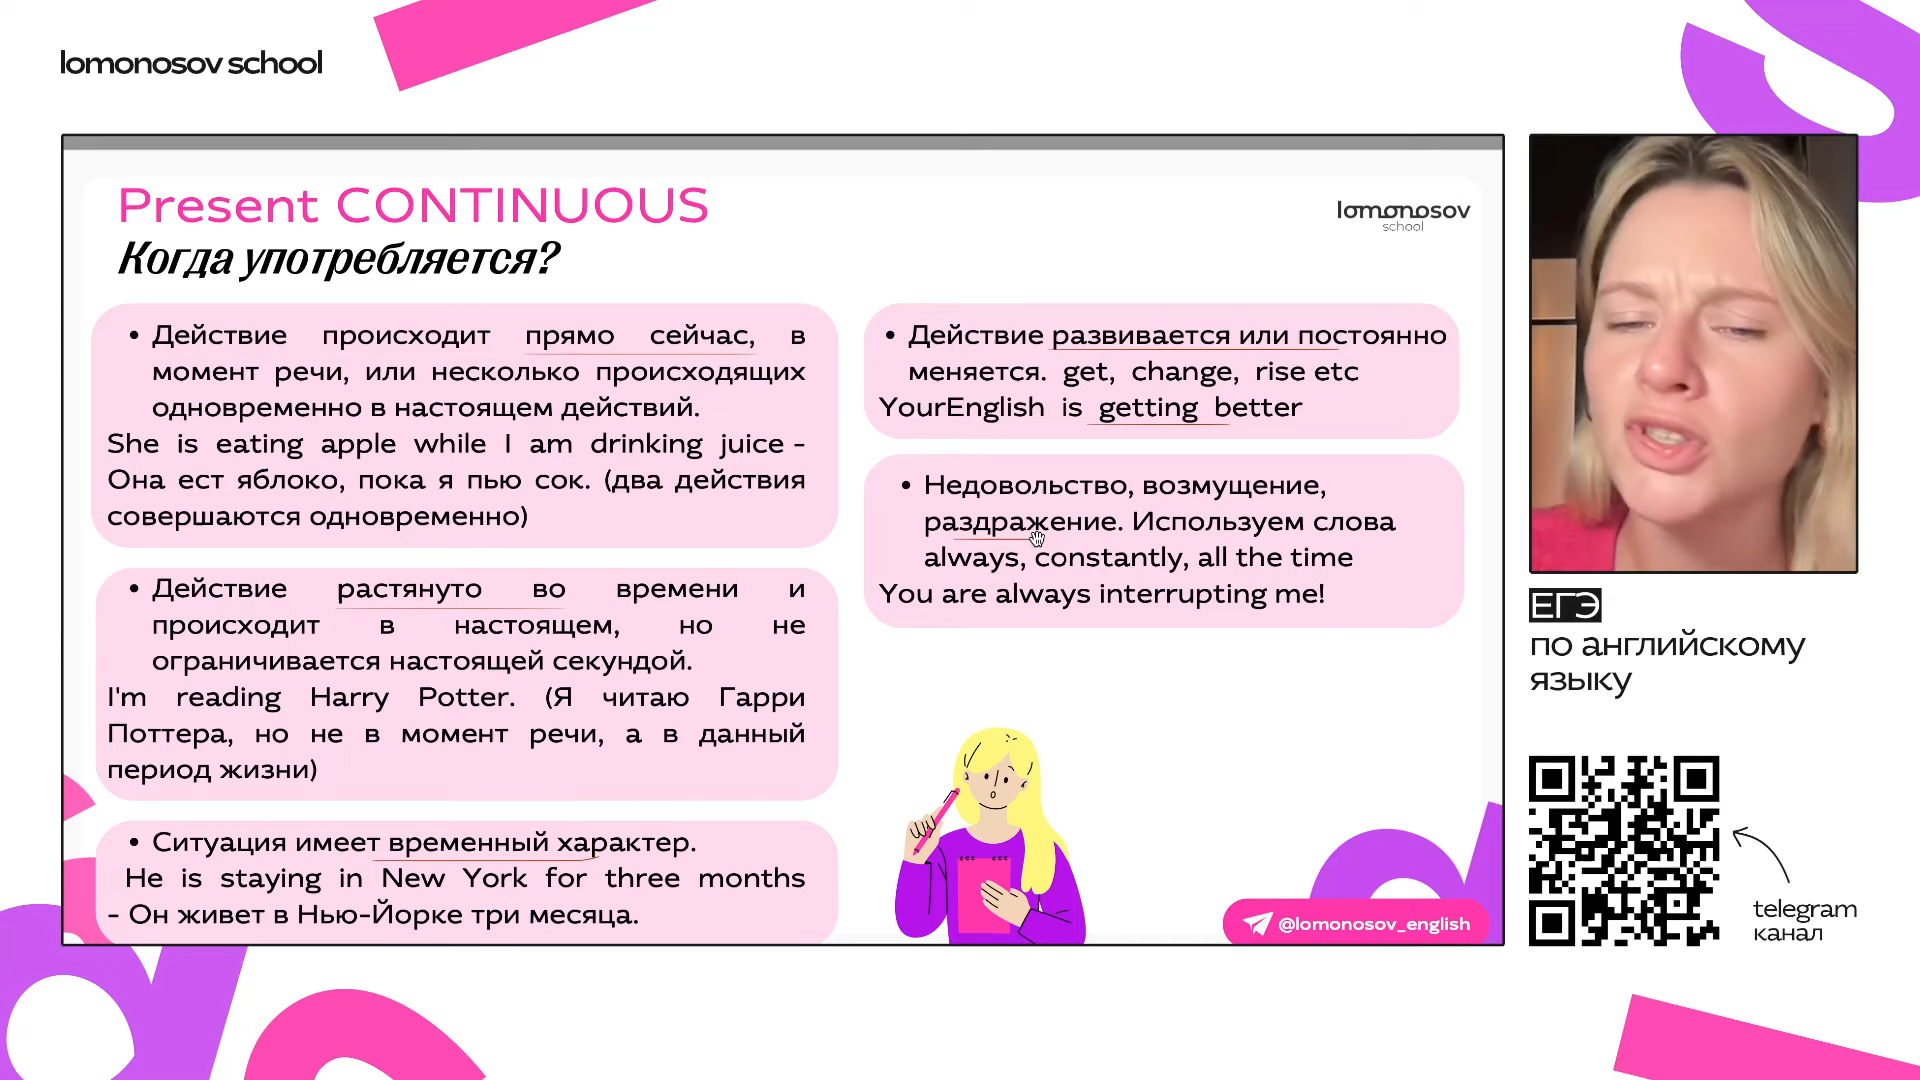 lomonosov school
Present CONTINUOUS
Когда употребляется?
lomonosov
school
• Действие происходит прямо сейчас, в
момент речи, или несколько происходящих
одновременно в настоящем действий.
She is eating apple while I am drinking juice -
Она ест яблоко, пока я пью сок. (два действия
совершаются одновременно)
• Действие растянуто во времени и
происходит в настоящем, но не
ограничивается настоящей секундой.
I'm reading Harry Potter. (Я читаю Гарри
Поттера, но не в момент речи, а в данный
период жизни)
• Ситуация имеет временный характер.
He is staying in New York for three months
- Он живет в Нью-Йорке три месяца.
• Действие развивается или постоянно
меняется. get, change, rise etc
YourEnglish is getting better
• Недовольство, возмущение,
раздражение. Используем слова
always, constantly, all the time
You are always interrupting me!
@lomonosov_english
ЕГЭ
по английскому
языку
telegram
канал